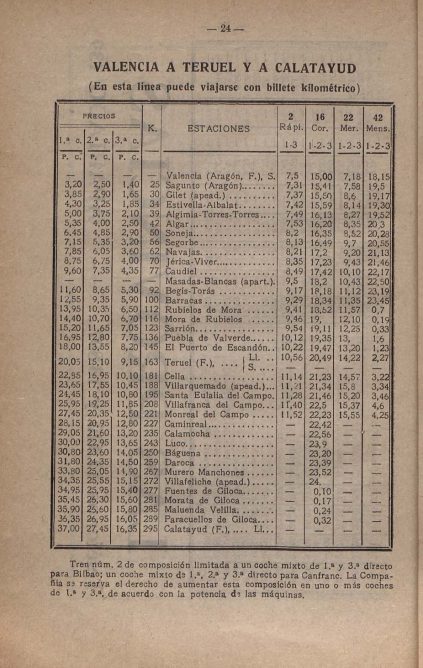 — 24 —
VALENCIA A TERUEL Y A CALATAYUD
(En esta línea puede viajarse con billete kilométrico)
PRECIOS K. ESTACIONES 2 16 22 42
1.ª c. 2.ª c. 3.ª c. Rápi. Cor. Mer. Mens.
P. C. P. C. P. C. 1-3 1-2-3 1-2-3 1-2-3
— — — Valencia (Aragón, F.), S. 7,5 15,00 7,18 18,15
3,20 2,50 1,40 25 Sagunto (Aragón)........ 7,31 15,41 7,58 19,5
3,85 2,90 1,65 30 Gilet (apead.)........ 7,37 15,50 8,6 19,17
4,30 3,25 1,85 34 Estivella-Albalat........ 7,42 15,59 8,14 19,30
5,00 3,75 2,10 39 Algimia-Torres-Torres.... 7,49 16,13 8,27 19,52
5,35 4,00 2,50 42 Algar........ 7,53 16,20 8,35 20,3
6,45 4,85 2,90 50 Soneja........ 8,2 16,35 8,52 20,28
7,15 5,35 3,20 56 Segorbe........ 8,13 16,49 9,7 20,55
7,85 6,05 3,60 62 Navajas........ 8,21 17,2 9,20 21,13
8,75 6,75 4,00 70 Jérica-Viver........ 8,35 17,23 9,43 21,46
9,60 7,35 4,35 77 Caudiel........ 8,49 17,42 10,10 22,17
— — — Masadas-Blancas (apart.). 9,5 18,2 10,43 22,50
11,60 8,65 5,30 92 Begís-Torás........ 9,17 18,18 11,12 23,19
12,55 9,35 5,90 100 Barracas........ 9,29 18,34 11,35 23,45
13,95 10,35 6,50 112 Rubielos de Mora........ 9,41 18,52 11,57 0,7
14,40 10,70 6,70 116 Mora de Rubielos........ 9,46 19, 12,10 0,14
15,20 11,65 7,05 123 Sarrión........ 9,54 19,11 12,25 0,33
16,95 12,80 7,75 136 Puebla de Valverde...... 10,12 19,35 13, 1,6
18,00 13,55 8,20 145 El Puerto de Escandón... 10,22 19,47 13,20 1,23
20,05 15,10 9,15 163 Teruel (F.), .... Ll. .. 10,56 20,49 14,22 2,27
S. ....
22,85 16,95 10,10 181 Cella........ 11,14 21,23 14,57 3,22
23,65 17,55 10,45 188 Villarquemado (apead.)... 11,21 21,34 15,8 3,34
24,45 18,10 10,80 195 Santa Eulalia del Campo. 11,28 21,46 15,20 3,46
25,95 19,25 11,85 208 Villafranca del Campo... 11,40 22,5 15,37 4,6
27,45 20,35 12,50 221 Monreal del Campo...... 11,52 22,23 15,55 4,25
28,15 20,95 12,80 227 Caminreal........ — 22,42 — —
29,05 21,60 13,20 235 Calamocha........ — 22,56 — —
30,00 22,95 13,65 243 Luco........ — 23,9 — —
30,80 23,60 14,05 250 Báguena........ — 23,20 — —
31,80 24,35 14,50 259 Daroca........ — 23,39 — —
33,80 25,05 14,90 267 Murero Manchones...... — 23,52 — —
34,35 25,55 15,15 272 Villafeliche (apead.)...... — 24. — —
34,95 25,95 15,40 277 Fuentes de Giloca........ — 0,10 — —
35,45 26,30 15,60 281 Morata de Giloca........ — 0,17 — —
35,90 26,60 15,80 285 Maluenda Velilla........ — 0,24 — —
36,35 26,95 16,05 289 Paracuellos de Giloca.... — 0,32 — —
37,00 27,45 16,35 295 Calatayud (F.), .... Ll... — — — —
Tren núm. 2 de composición limitada a un coche mixto de 1.ª y 3.ª directo
para Bilbao; un coche mixto de 1.ª, 2.ª y 3.ª directo para Canfranc. La Compa-
ñía se reserva el derecho de aumentar esta composición en uno o más coches
de 1.ª y 3.ª, de acuerdo con la potencia de las máquinas.